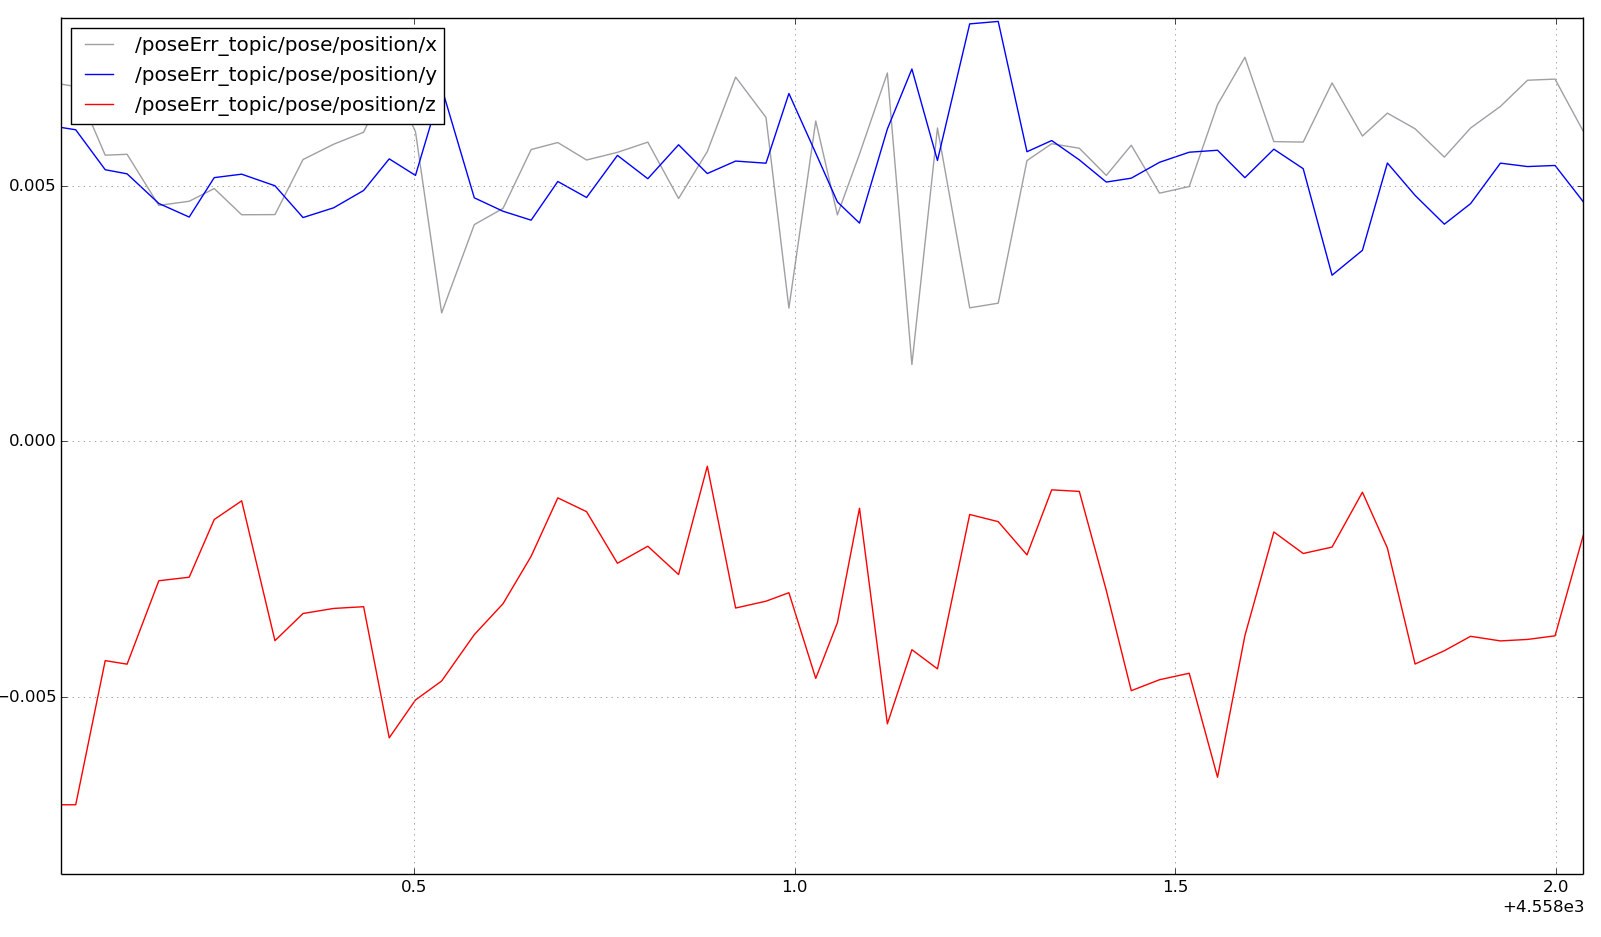 /poseErr_topic/pose/position/x
/poseErr_topic/pose/position/y
/poseErr_topic/pose/position/z
0.005
0.000
−0.005
0.5 1.0 1.5 2.0
+4.558e3